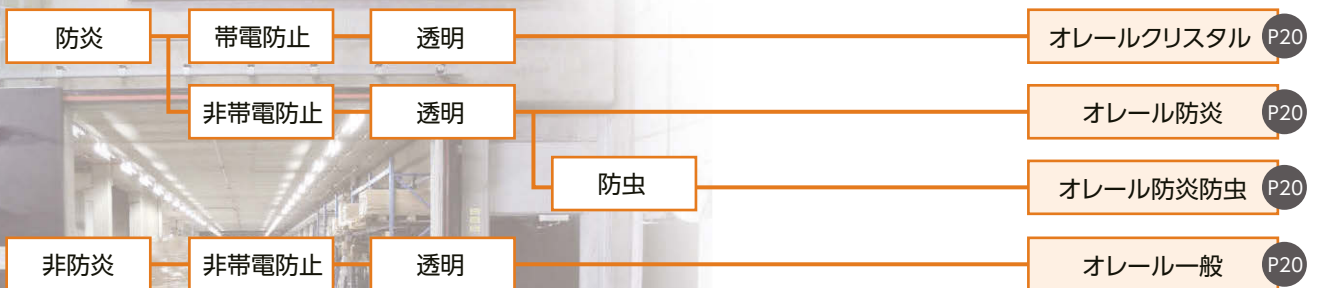 防炎 帯電防止 透明 オレールクリスタル P20
非帯電防止 透明 オレール防炎 P20
防虫 オレール防炎防虫 P20
非防炎 非帯電防止 透明 オレール一般 P20